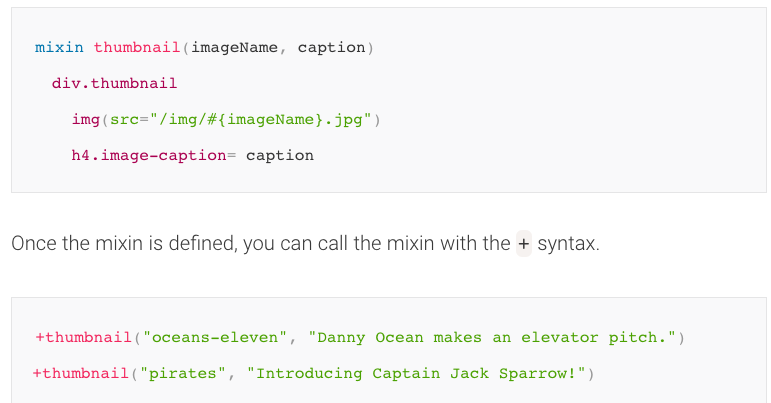 mixin thumbnail(imageName, caption)
div.thumbnail
img(src="/img/#{imageName}.jpg")
h4.image-caption= caption
Once the mixin is defined, you can call the mixin with the + syntax.
+thumbnail("oceans-eleven", "Danny Ocean makes an elevator pitch.")
+thumbnail("pirates", "Introducing Captain Jack Sparrow!")